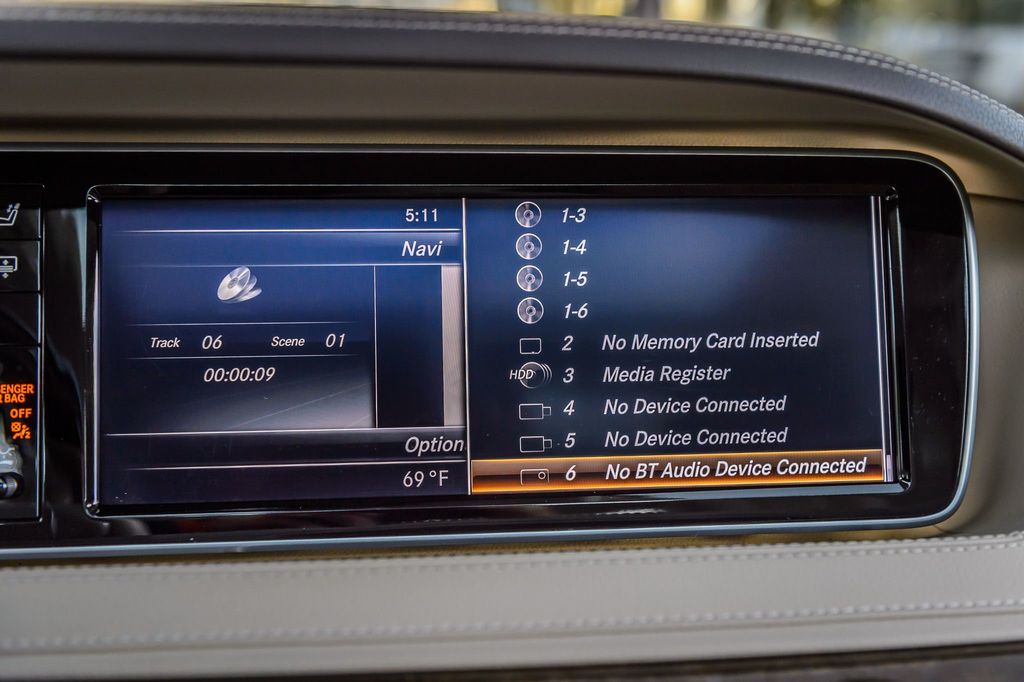 5:11
Navi
Track 06 Scene 01
00:00:09
Option
69 °F
1-3
1-4
1-5
1-6
2 No Memory Card Inserted
HDD 3 Media Register
4 No Device Connected
5 No Device Connected
6 No BT Audio Device Connected
OFF